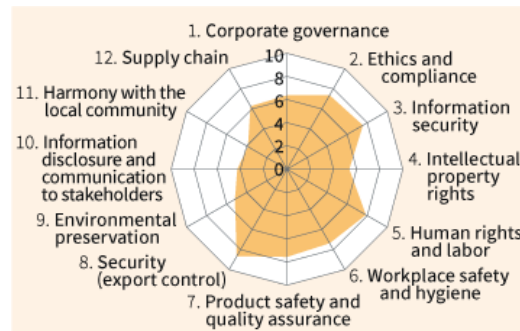 1. Corporate governance
2. Ethics and
compliance
3. Information
security
4. Intellectual
property
rights
5. Human rights
and labor
6. Workplace safety
and hygiene
7. Product safety and
quality assurance
8. Security
(export control)
9. Environmental
preservation
10. Information
disclosure and
communication
to stakeholders
11. Harmony with the
local community
12. Supply chain
10
8
6
4
2
0